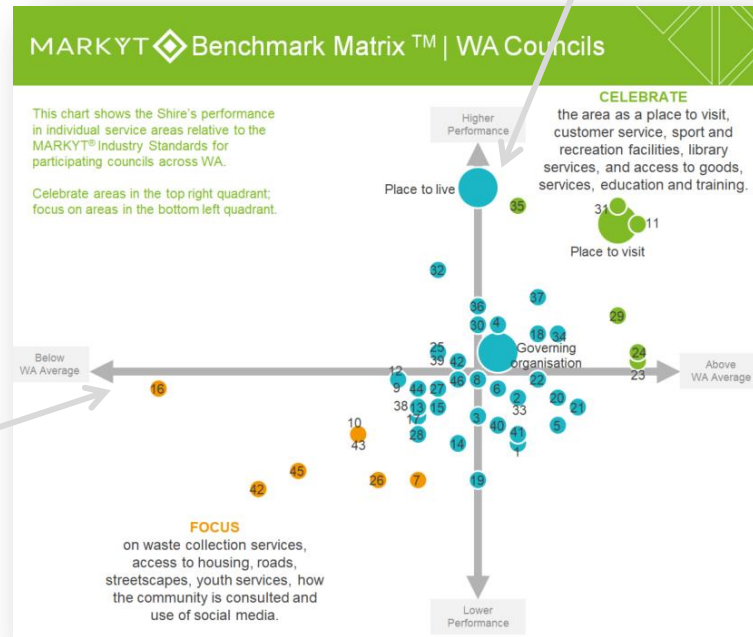 MARKYT Benchmark Matrix ™ | WA Councils
This chart shows the Shire's performance
in individual service areas relative to the
MARKYT® Industry Standards for
participating councils across WA.
Celebrate areas in the top right quadrant;
focus on areas in the bottom left quadrant.
Higher
Performance
CELEBRATE
the area as a place to visit,
customer service, sport and
recreation facilities, library
services, and access to goods,
services, education and training.
Place to live
35
31
11
Place to visit
32
37
36
30
4
29
18
34
25
39
42
Governing
organisation
24
23
Below
WA Average
Above
WA Average
12
9
16
44
27
46
8
6
22
2
33
20
21
38
13
15
17
3
40
5
10
43
28
14
41
1
45
42
26
7
19
FOCUS
on waste collection services,
access to housing, roads,
streetscapes, youth services, how
the community is consulted and
use of social media.
Lower
Performance